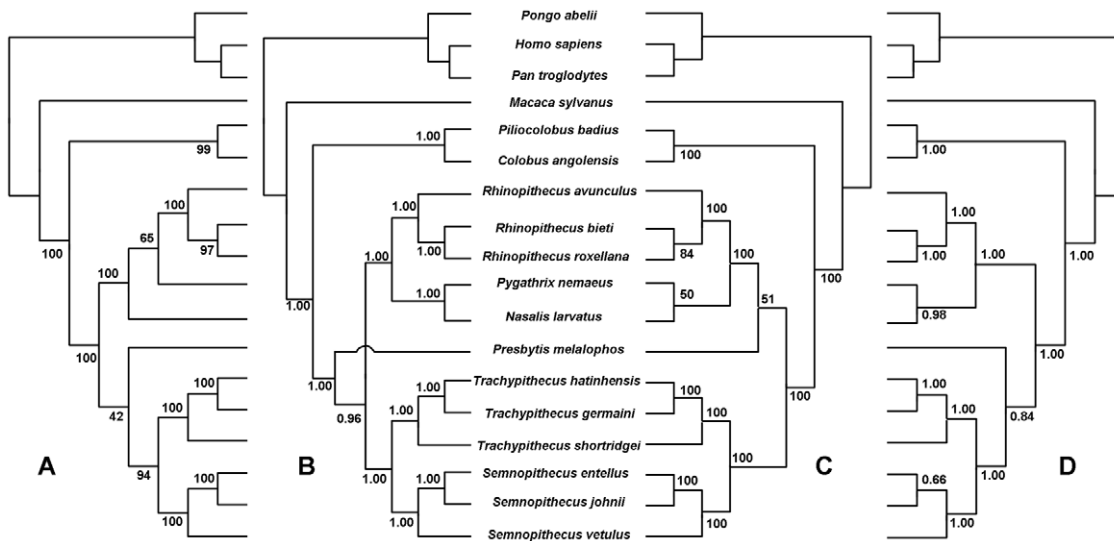 Pongo abelii
Homo sapiens
Pan troglodytes
Macaca sylvanus
Piliocolobus badius
Colobus angolensis
Rhinopithecus avunculus
Rhinopithecus bieti
Rhinopithecus roxellana
Pygathrix nemaeus
Nasalis larvatus
Presbytis melalophos
Trachypithecus hatinhensis
Trachypithecus germaini
Trachypithecus shortridgei
Semnopithecus entellus
Semnopithecus johnii
Semnopithecus vetulus
A
99
100
100
65
97
100
100
42
100
100
94
100
100
B
1.00
1.00
1.00
1.00
1.00
1.00
1.00
0.96
1.00
1.00
1.00
1.00
1.00
C
100
100
100
84
100
50
51
100
100
100
100
100
100
D
1.00
1.00
1.00
1.00
1.00
0.98
1.00
0.84
1.00
1.00
1.00
0.66
1.00